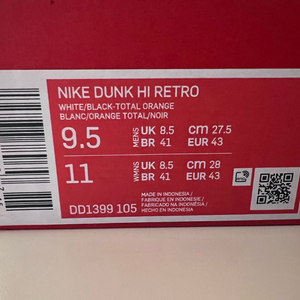 NIKE DUNK HI RETRO
WHITE/BLACK-TOTAL ORANGE
BLANC/ORANGE TOTAL/NOIR
9.5 MENS UK 8.5 cm 27.5
BR 41 EUR 43
11 WMNS UK 8.5 cm 28
BR 41 EUR 43
MADE IN INDONESIA /
FABRIQUE EN INDONÉSIE /
FABRICADO NA INDONÉSIA /
HECHO EN INDONESIA
DD1399 105